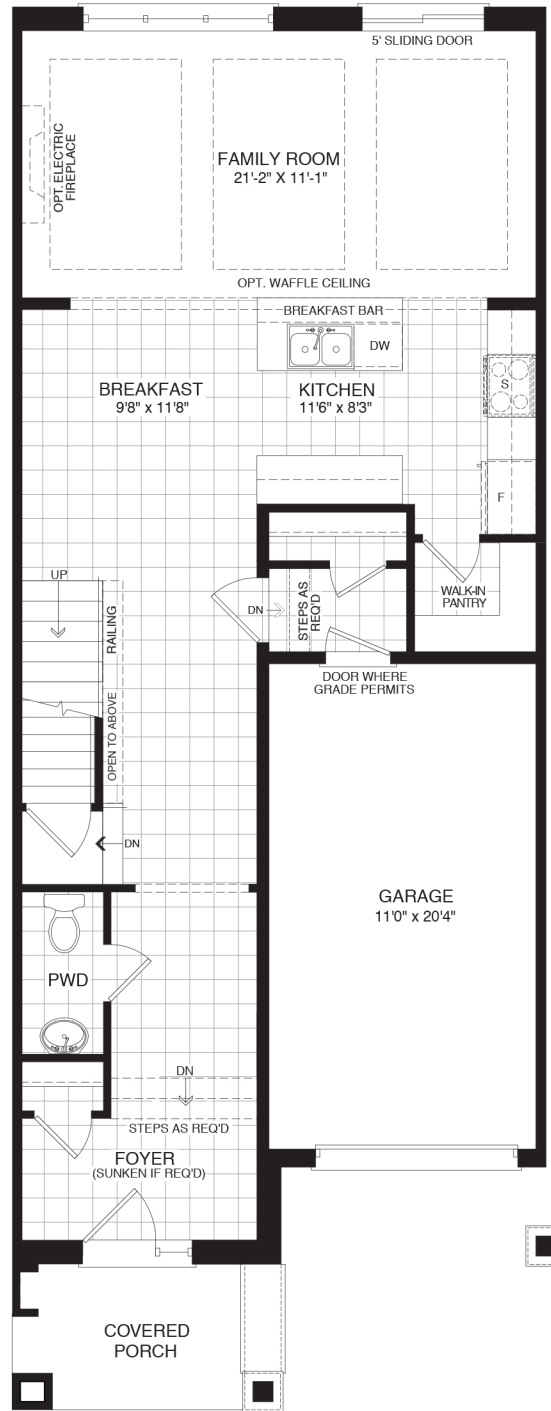 5' SLIDING DOOR
OPT. ELECTRIC
FIREPLACE
FAMILY ROOM
21'-2" X 11'-1"
OPT. WAFFLE CEILING
BREAKFAST BAR
DW
BREAKFAST
9'8" x 11'8"
KITCHEN
11'6" x 8'3"
S
F
UP
RAILING
DN
STEPS AS
REQ'D
WALK-IN
PANTRY
DOOR WHERE
GRADE PERMITS
OPEN TO ABOVE
DN
GARAGE
11'0" x 20'4"
PWD
DN
STEPS AS REQ'D
FOYER
(SUNKEN IF REQ'D)
COVERED
PORCH